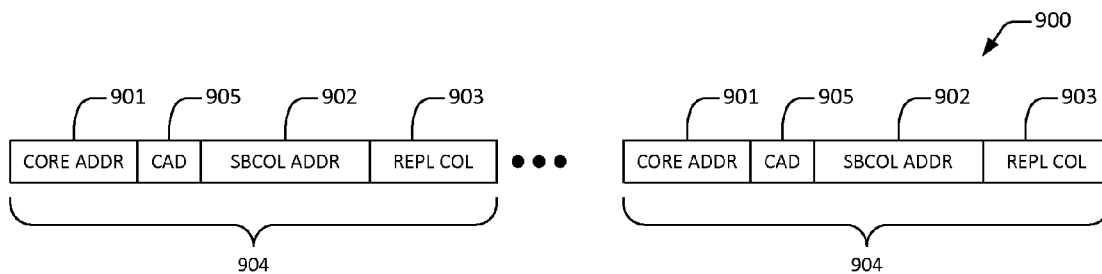 900
901 905 902 903 901 905 902 903
CORE ADDR CAD SBCOL ADDR REPL COL CORE ADDR CAD SBCOL ADDR REPL COL
904 904